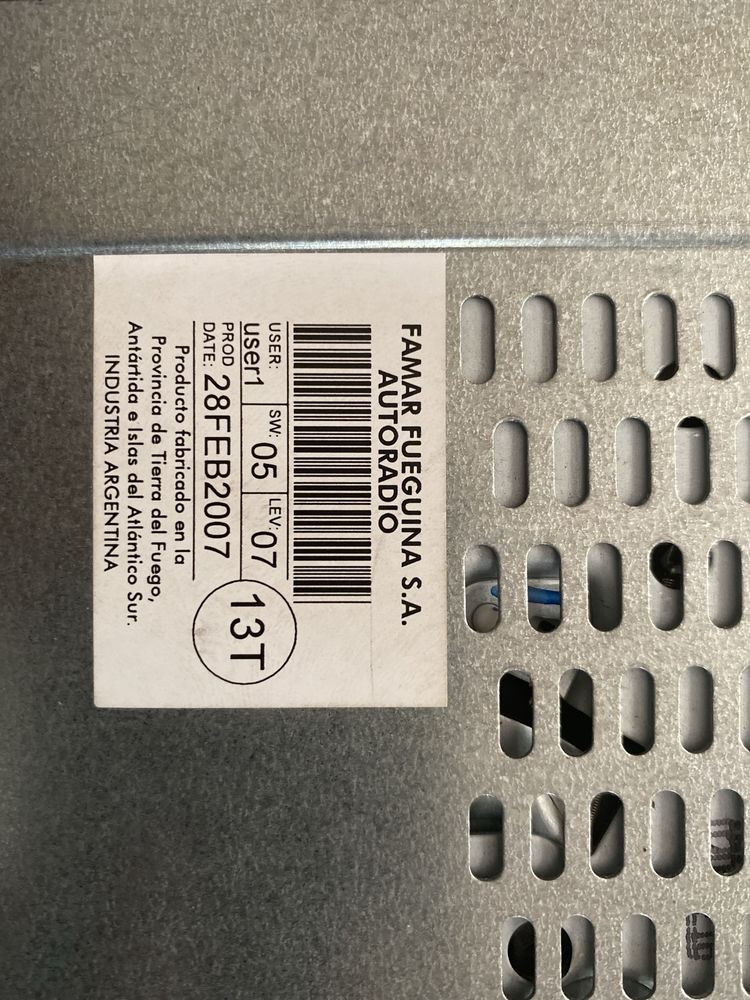 FAMAR FUEGUINA S.A.
AUTORADIO
USER: SW: LEV:
user1 05 07
PROD
DATE: 28FEB2007
13T
Producto fabricado en la
Provincia de Tierra del Fuego,
Antártida e Islas del Atlántico Sur.
INDUSTRIA ARGENTINA